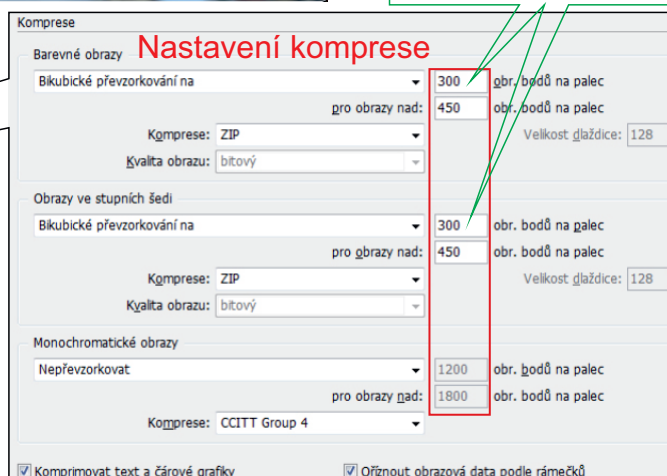 Komprese
Nastavení komprese
Barevné obrazy
Bikubické převzorkování na 300 obr. bodů na palec
pro obrazy nad: 450 obr. bodů na palec
Komprese: ZIP Velikost dlaždice: 128
Kvalita obrazu: bitový
Obrazy ve stupních šedi
Bikubické převzorkování na 300 obr. bodů na palec
pro obrazy nad: 450 obr. bodů na palec
Komprese: ZIP Velikost dlaždice: 128
Kvalita obrazu: bitový
Monochromatické obrazy
Nepřevzorkovat 1200 obr. bodů na palec
pro obrazy nad: 1800 obr. bodů na palec
Komprese: CCITT Group 4
Komprimovat text a čárové grafiky Oříznout obrazová data podle rámečků